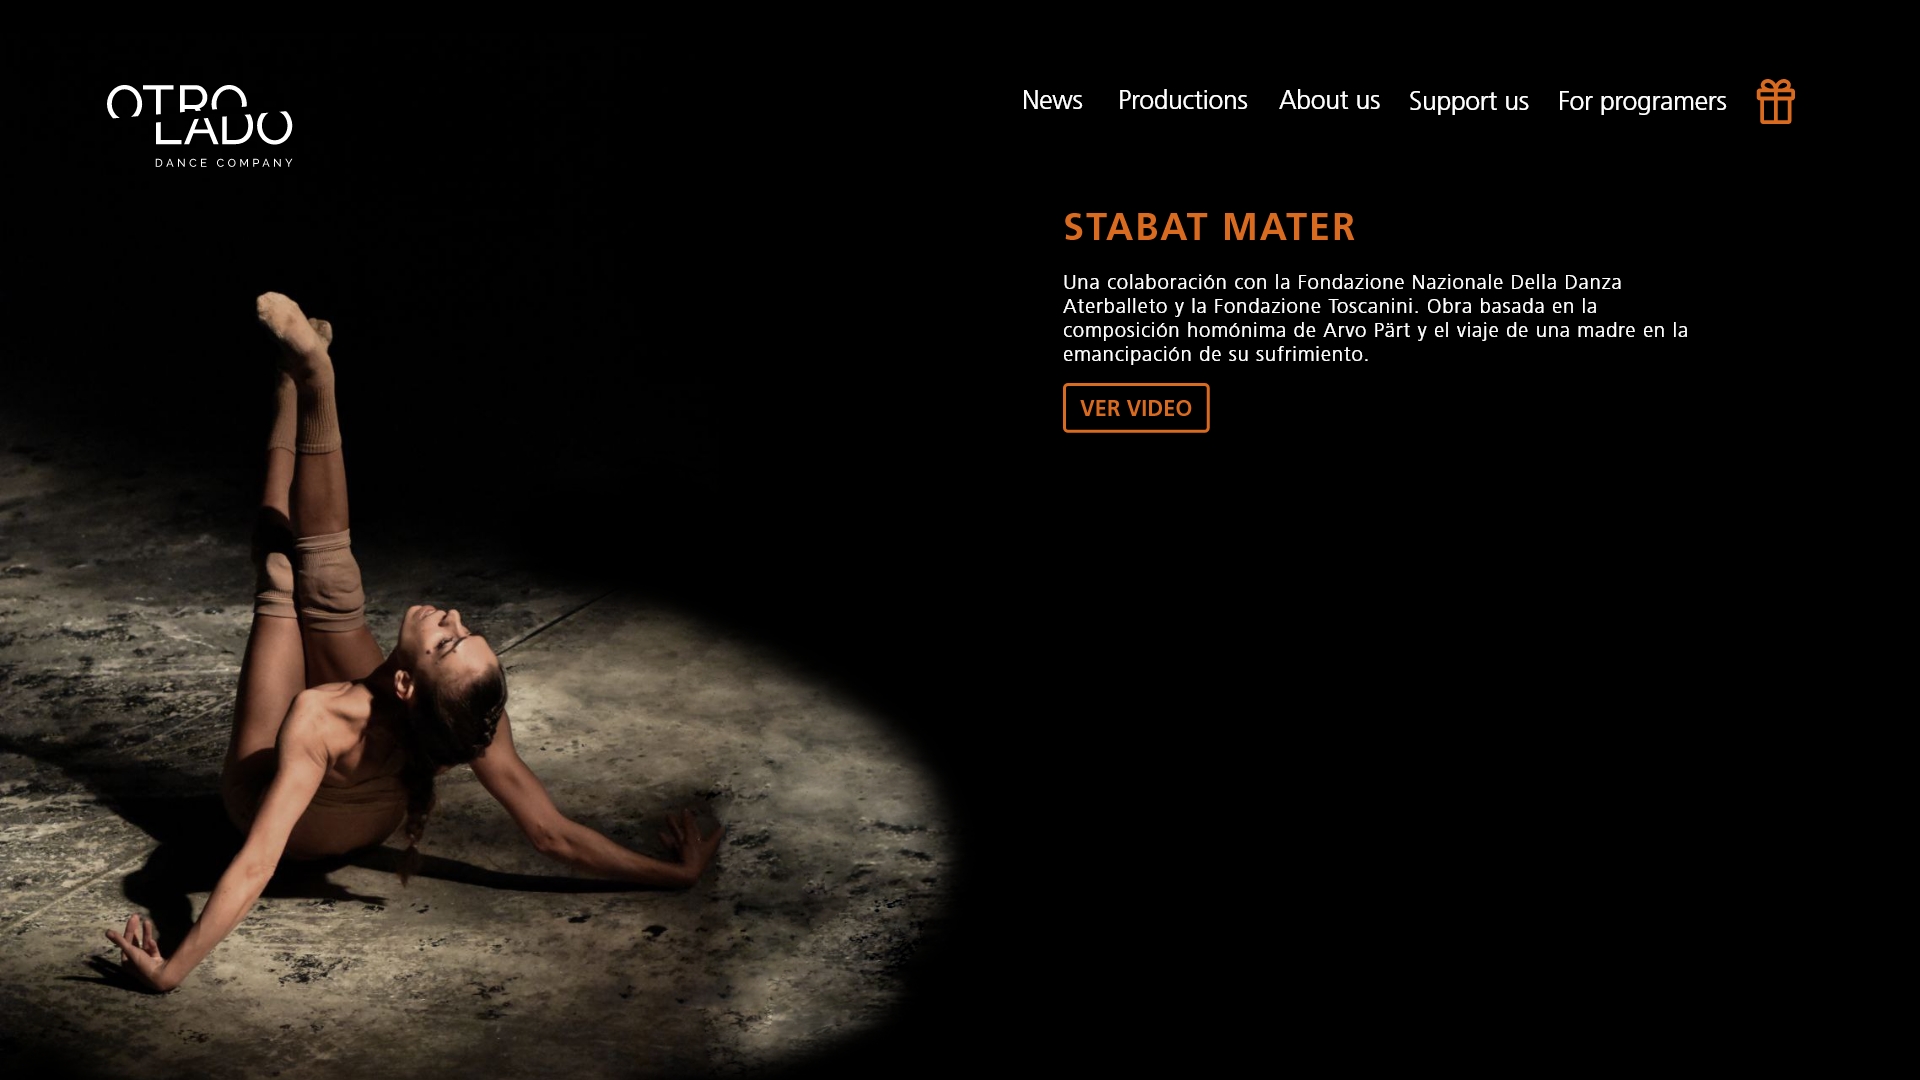 OTRO
LADO
DANCE COMPANY
News Productions About us Support us For programers
STABAT MATER
Una colaboración con la Fondazione Nazionale Della Danza
Aterballeto y la Fondazione Toscanini. Obra basada en la
composición homónima de Arvo Pärt y el viaje de una madre en la
emancipación de su sufrimiento.
VER VIDEO